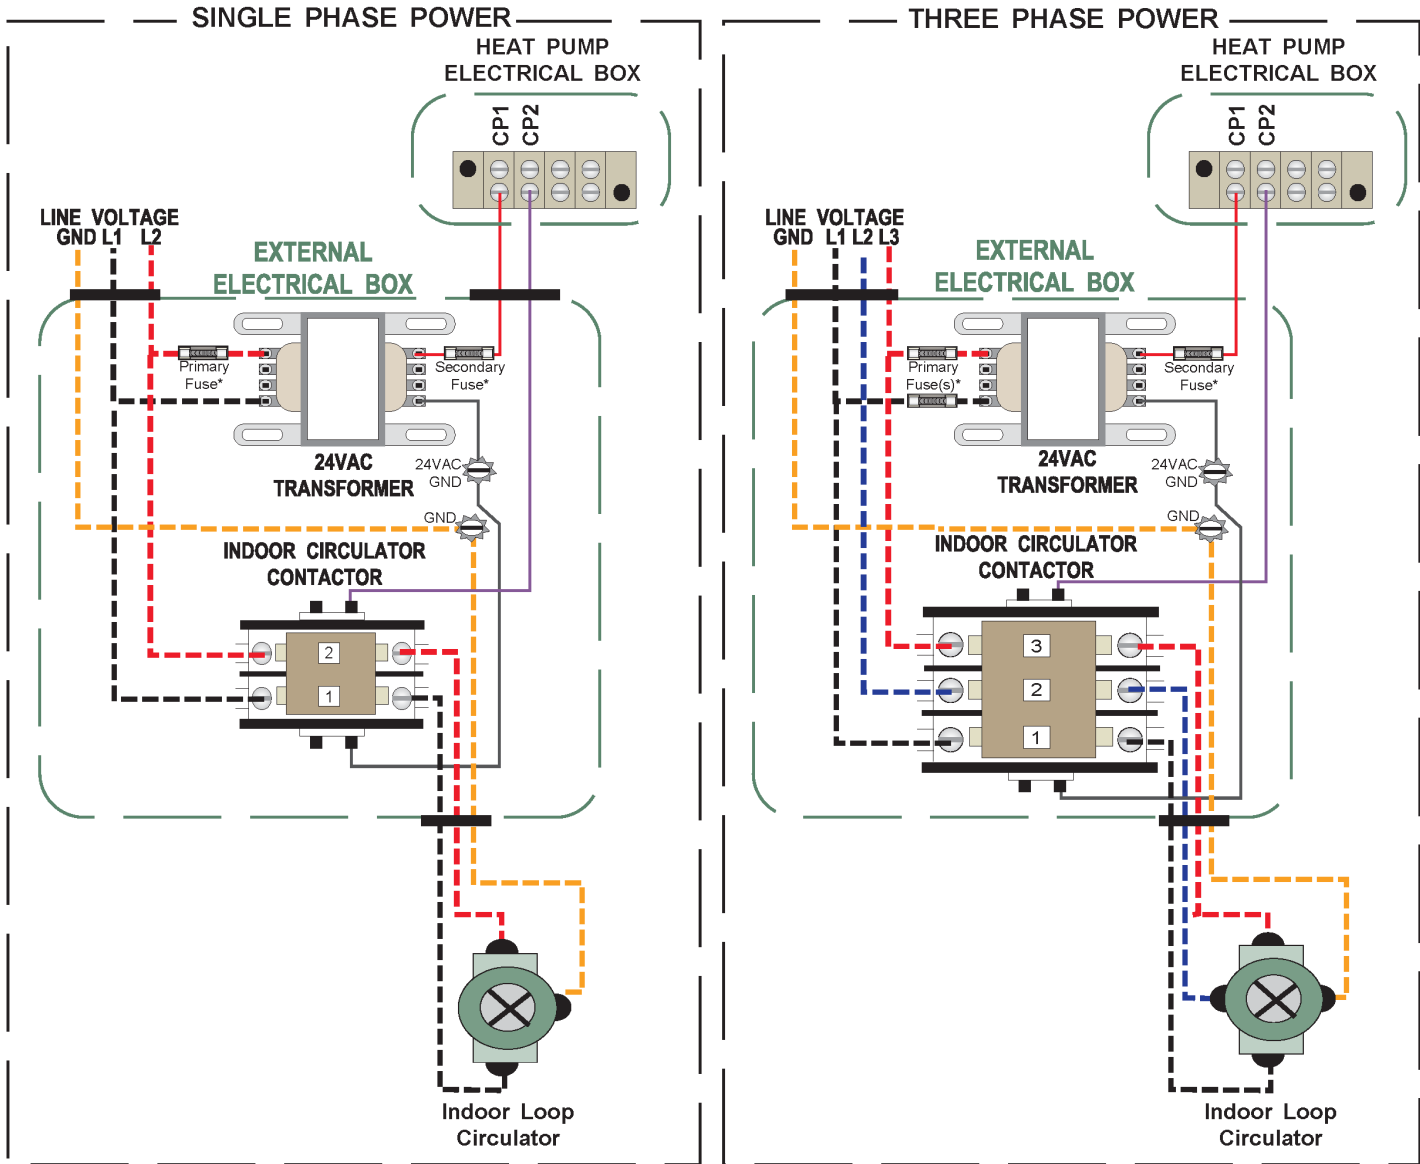 SINGLE PHASE POWER
HEAT PUMP
ELECTRICAL BOX
CP1
CP2
LINE VOLTAGE
GND L1 L2
EXTERNAL
ELECTRICAL BOX
Primary
Fuse*
Secondary
Fuse*
24VAC
TRANSFORMER
24VAC
GND
GND
INDOOR CIRCULATOR
CONTACTOR
2
1
Indoor Loop
Circulator
THREE PHASE POWER
HEAT PUMP
ELECTRICAL BOX
CP1
CP2
LINE VOLTAGE
GND L1 L2 L3
EXTERNAL
ELECTRICAL BOX
Primary
Fuse(s)*
Secondary
Fuse*
24VAC
TRANSFORMER
24VAC
GND
GND
INDOOR CIRCULATOR
CONTACTOR
3
2
1
Indoor Loop
Circulator